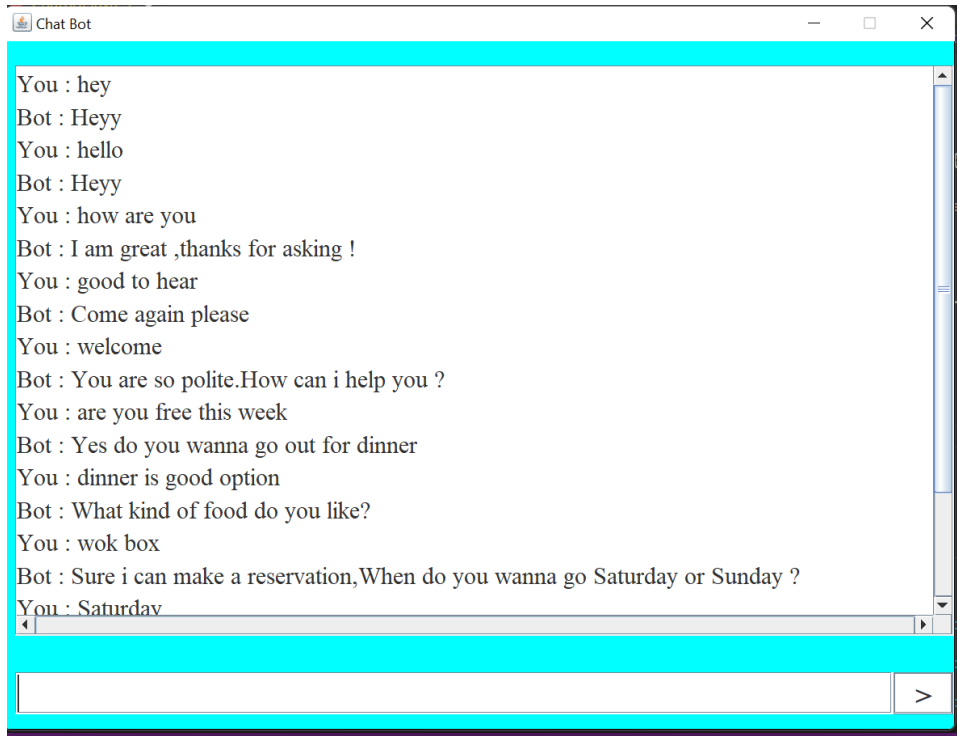 Chat Bot
You : hey
Bot : Heyy
You : hello
Bot : Heyy
You : how are you
Bot : I am great ,thanks for asking !
You : good to hear
Bot : Come again please
You : welcome
Bot : You are so polite.How can i help you ?
You : are you free this week
Bot : Yes do you wanna go out for dinner
You : dinner is good option
Bot : What kind of food do you like?
You : wok box
Bot : Sure i can make a reservation,When do you wanna go Saturday or Sunday ?
You : Saturday
>